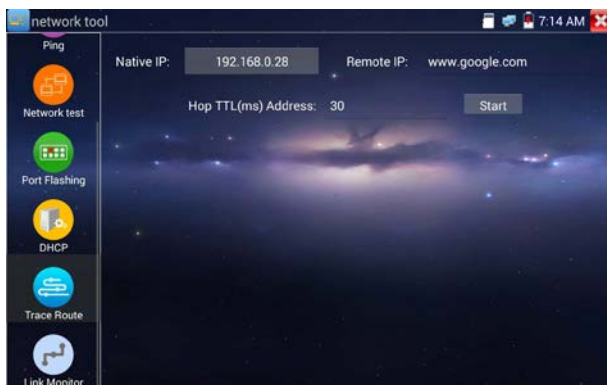 network tool
7:14 AM
Ping
Network test
Port Flashing
DHCP
Trace Route
Link Monitor
Native IP: 192.168.0.28 Remote IP: www.google.com
Hop TTL(ms) Address: 30 Start